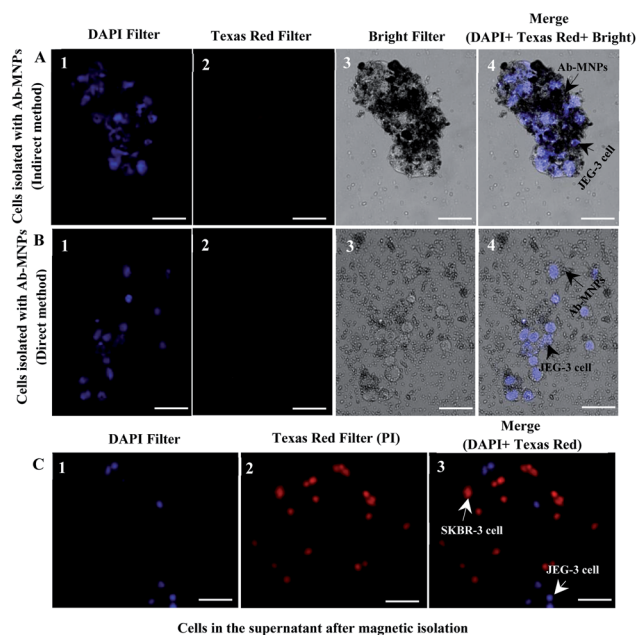 Merge
DAPI Filter Texas Red Filter Bright Filter (DAPI+ Texas Red+ Bright)
Cells isolated with Ab-MNPs
(Indirect method)
A
1
2
3
4
Ab-MNPs
JEG-3 cell
Cells isolated with Ab-MNPs
(Direct method)
B
1
2
3
4
Ab-MNPs
JEG-3 cell
Merge
DAPI Filter Texas Red Filter (PI) (DAPI+ Texas Red)
C
1
2
3
SKBR-3 cell
JEG-3 cell
Cells in the supernatant after magnetic isolation